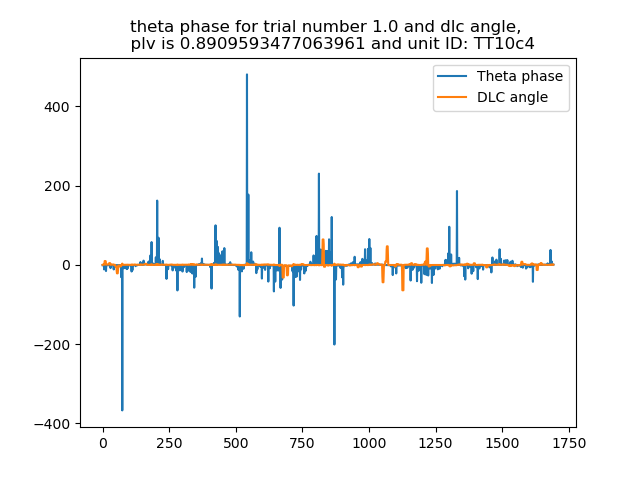 theta phase for trial number 1.0 and dlc angle,
plv is 0.8909593477063961 and unit ID: TT10c4
Theta phase
DLC angle
400
200
0
−200
−400
0 250 500 750 1000 1250 1500 1750